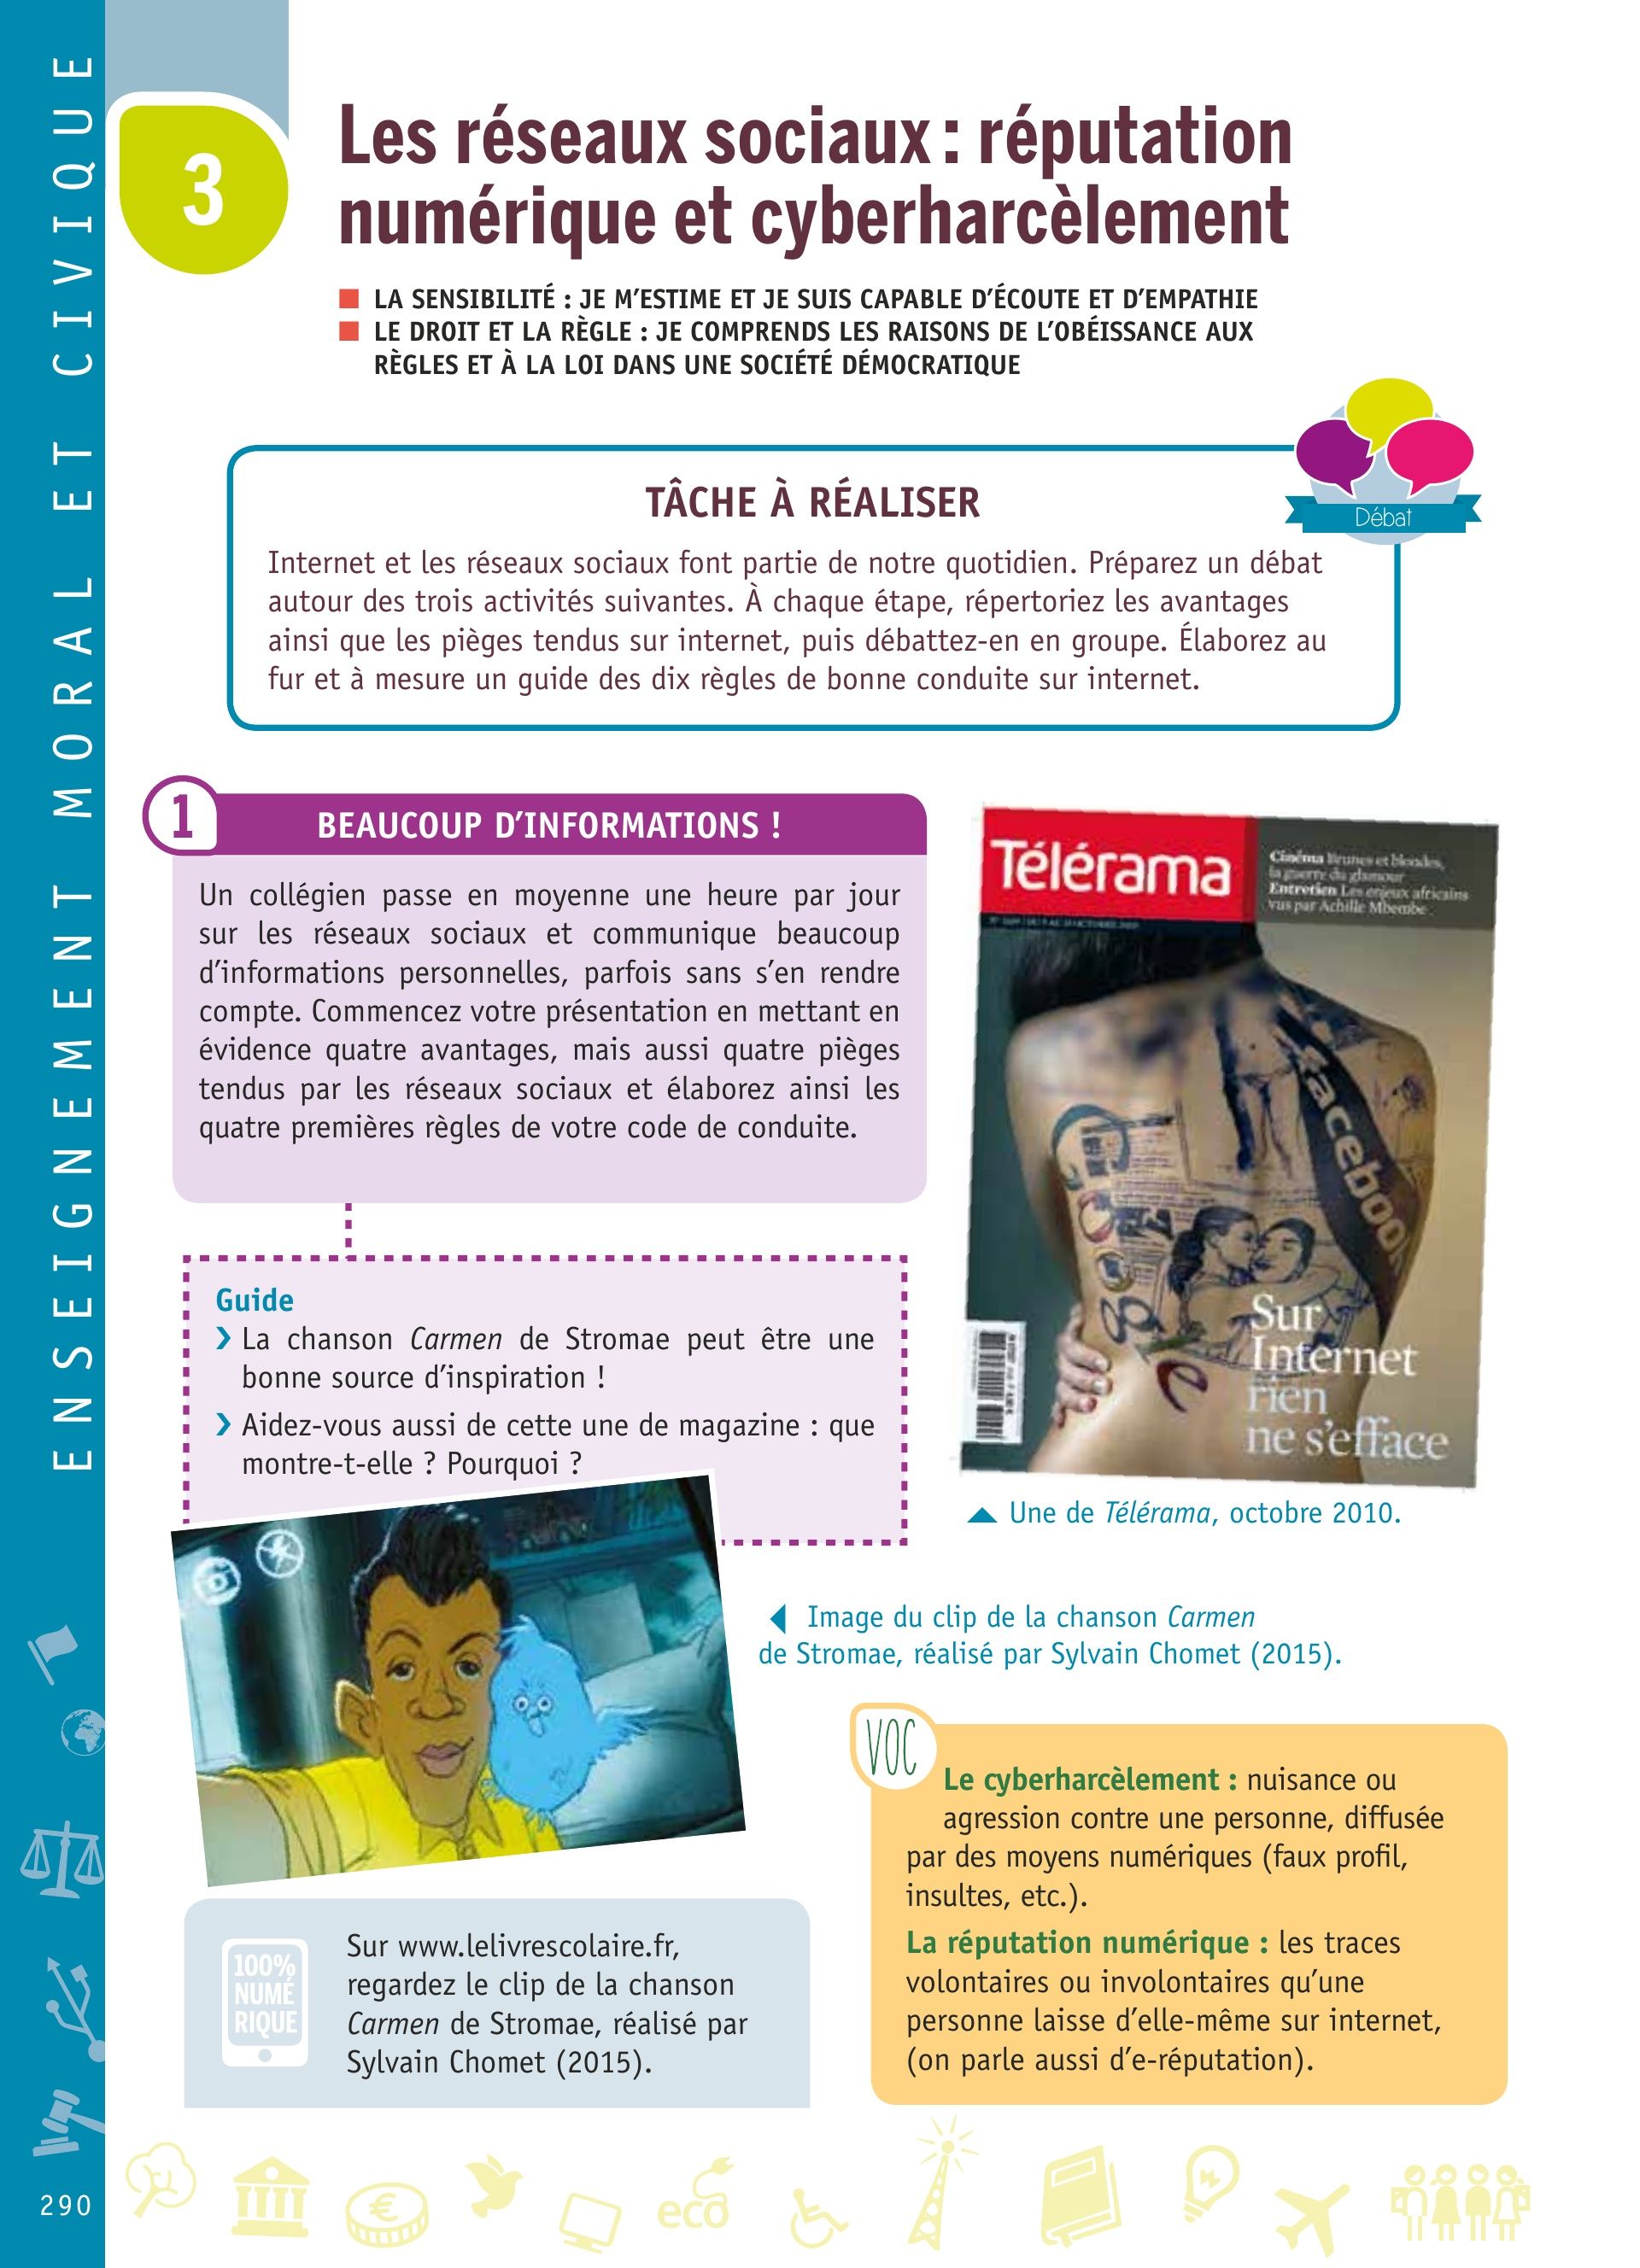 ENSEIGNEMENT MORAL ET CIVIQUE
3
Les réseaux sociaux : réputation
numérique et cyberharcèlement
LA SENSIBILITÉ : JE M’ESTIME ET JE SUIS CAPABLE D’ÉCOUTE ET D’EMPATHIE
LE DROIT ET LA RÈGLE : JE COMPRENDS LES RAISONS DE L’OBÉISSANCE AUX
RÈGLES ET À LA LOI DANS UNE SOCIÉTÉ DÉMOCRATIQUE
Débat
TÂCHE À RÉALISER
Internet et les réseaux sociaux font partie de notre quotidien. Préparez un débat
autour des trois activités suivantes. À chaque étape, répertoriez les avantages
ainsi que les pièges tendus sur internet, puis débattez-en en groupe. Élaborez au
fur et à mesure un guide des dix règles de bonne conduite sur internet.
1
BEAUCOUP D’INFORMATIONS !
Un collégien passe en moyenne une heure par jour
sur les réseaux sociaux et communique beaucoup
d’informations personnelles, parfois sans s’en rendre
compte. Commencez votre présentation en mettant en
évidence quatre avantages, mais aussi quatre pièges
tendus par les réseaux sociaux et élaborez ainsi les
quatre premières règles de votre code de conduite.
Guide
La chanson Carmen de Stromae peut être une
bonne source d’inspiration !
Aidez-vous aussi de cette une de magazine : que
montre-t-elle ? Pourquoi ?
Télérama
Cinéma Brunes et blondes,
la guerre du glamour
Entretien Les enjeux africains
vus par Achille Mbembe
facebook
Sur
Internet
rien
ne s’efface
Une de Télérama, octobre 2010.
Image du clip de la chanson Carmen
de Stromae, réalisé par Sylvain Chomet (2015).
VOC
Le cyberharcèlement : nuisance ou
agression contre une personne, diffusée
par des moyens numériques (faux profil,
insultes, etc.).
La réputation numérique : les traces
volontaires ou involontaires qu’une
personne laisse d’elle-même sur internet,
(on parle aussi d’e-réputation).
100%
NUMÉ
RIQUE
Sur www.lelivrescolaire.fr,
regardez le clip de la chanson
Carmen de Stromae, réalisé par
Sylvain Chomet (2015).
eco
290